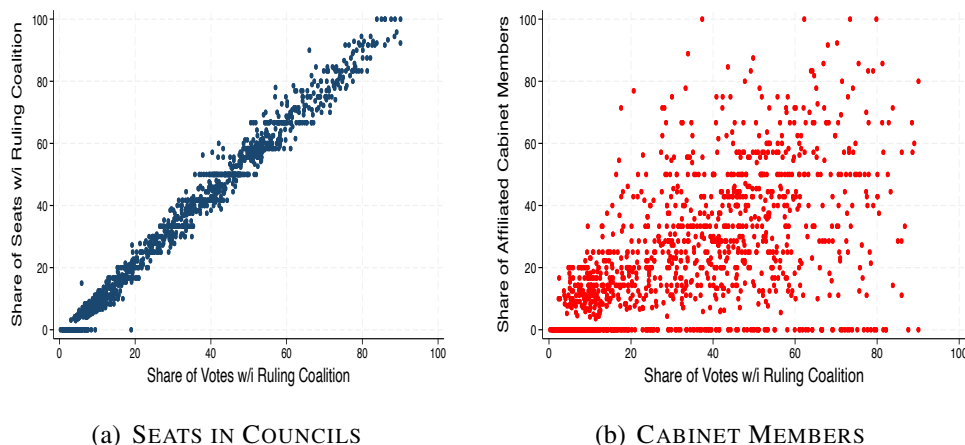 Share of Seats w/i Ruling Coalition
100
80
60
40
20
0
0 20 40 60 80 100
Share of Votes w/i Ruling Coalition
(a) SEATS IN COUNCILS
Share of Affiliated Cabinet Members
100
80
60
40
20
0
0 20 40 60 80 100
Share of Votes w/i Ruling Coalition
(b) CABINET MEMBERS